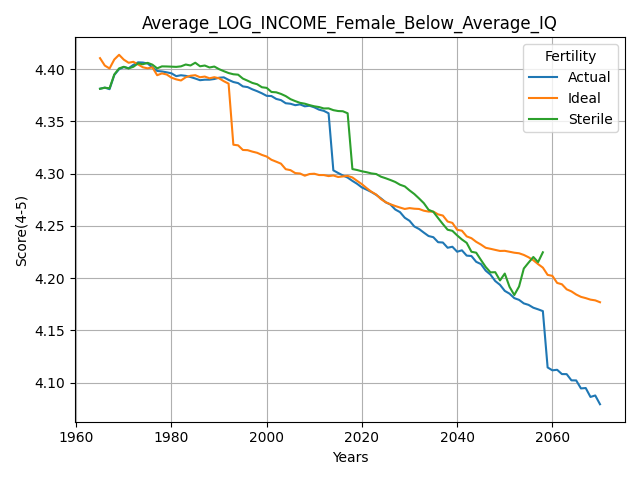 Average_LOG_INCOME_Female_Below_Average_IQ
Fertility
Actual
Ideal
Sterile
Score(4-5)
4.40
4.35
4.30
4.25
4.20
4.15
4.10
1960
1980
2000
2020
2040
2060
Years